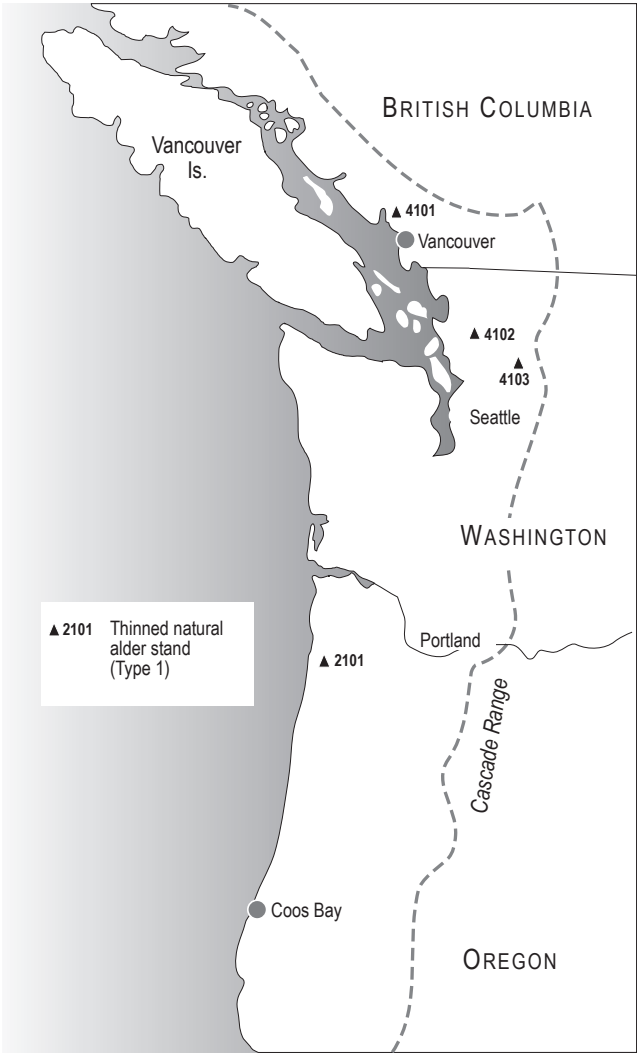 BRITISH COLUMBIA
Vancouver
Is.
▲ 4101
Vancouver
▲ 4102
▲
4103
Seattle
WASHINGTON
▲ 2101 Thinned natural
alder stand
(Type 1)
Portland
▲ 2101
Cascade Range
Coos Bay
OREGON